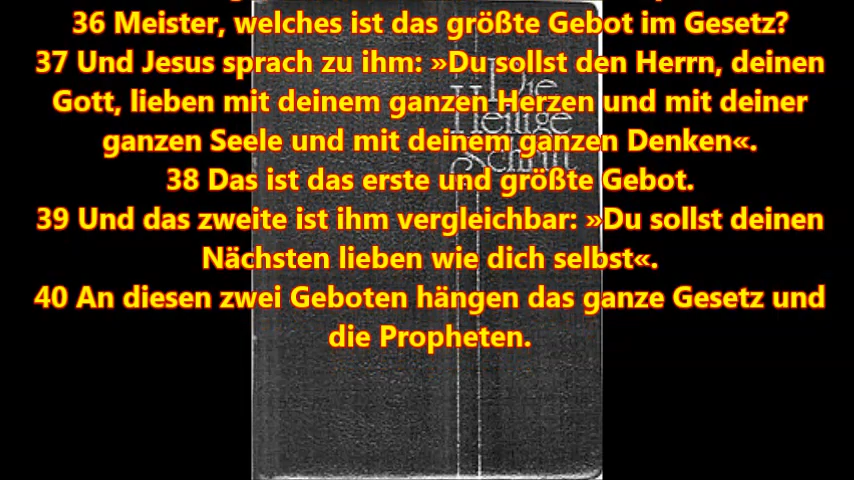 36 Meister, welches ist das größte Gebot im Gesetz?
37 Und Jesus sprach zu ihm: »Du sollst den Herrn, deinen
Gott, lieben mit deinem ganzen Herzen und mit deiner
ganzen Seele und mit deinem ganzen Denken«.
38 Das ist das erste und größte Gebot.
39 Und das zweite ist ihm vergleichbar: »Du sollst deinen
Nächsten lieben wie dich selbst«.
40 An diesen zwei Geboten hängen das ganze Gesetz und
die Propheten.
Die
Heilige
Schrift